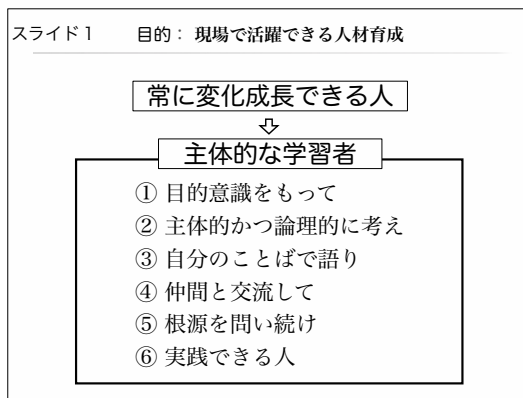 スライド1 目的： 現場で活躍できる人材育成
常に変化成長できる人
主体的な学習者
① 目的意識をもって
② 主体的かつ論理的に考え
③ 自分のことばで語り
④ 仲間と交流して
⑤ 根源を問い続け
⑥ 実践できる人